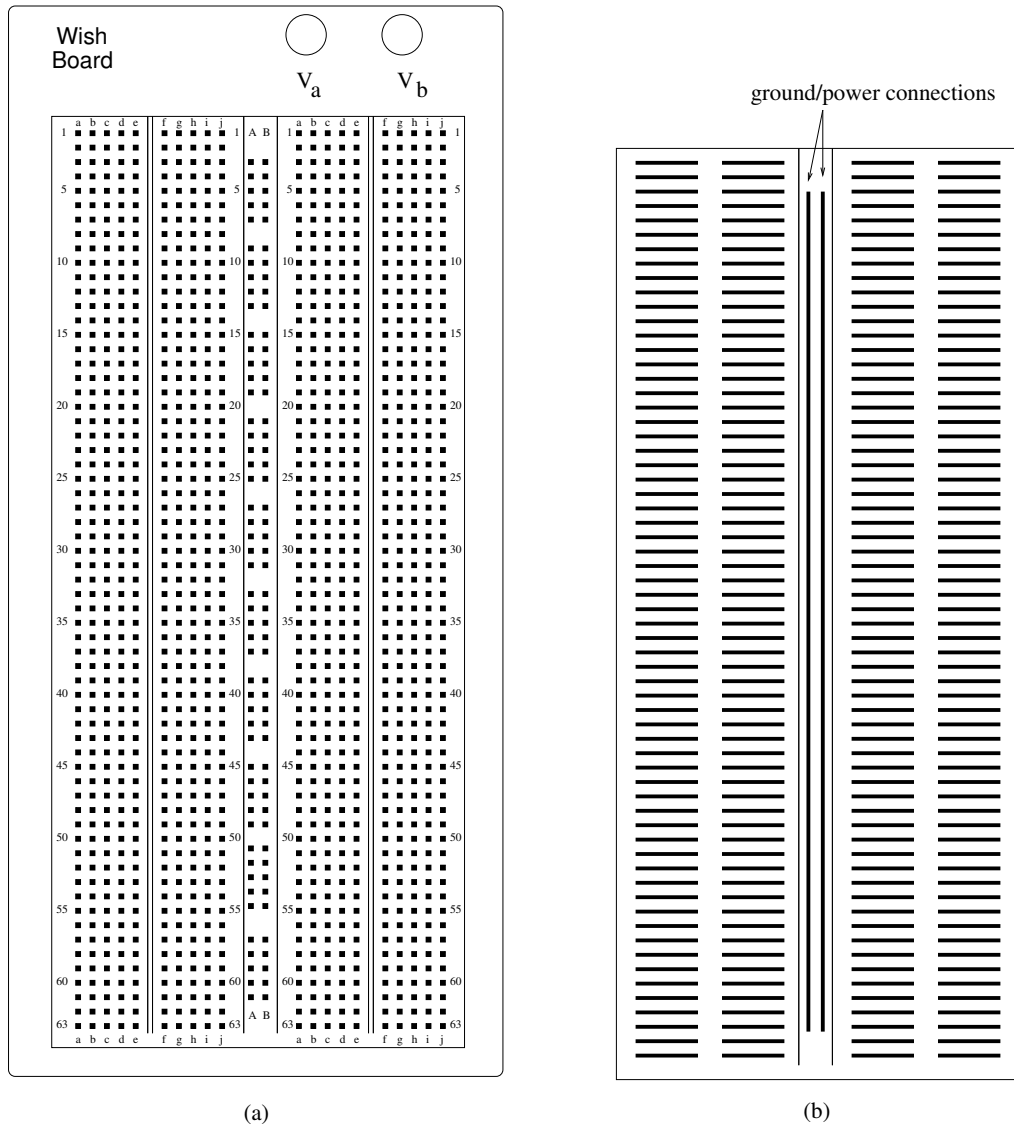 Wish
Board
V
a
V
b
ground/power connections
a b c d e f g h i j a b c d e f g h i j
1 1 A B 1 1
5 5 5 5
10 10 10 10
15 15 15 15
20 20 20 20
25 25 25 25
30 30 30 30
35 35 35 35
40 40 40 40
45 45 45 45
50 50 50 50
55 55 55 55
60 60 60 60
A B
63 63 63 63
a b c d e f g h i j a b c d e f g h i j
(a)
(b)